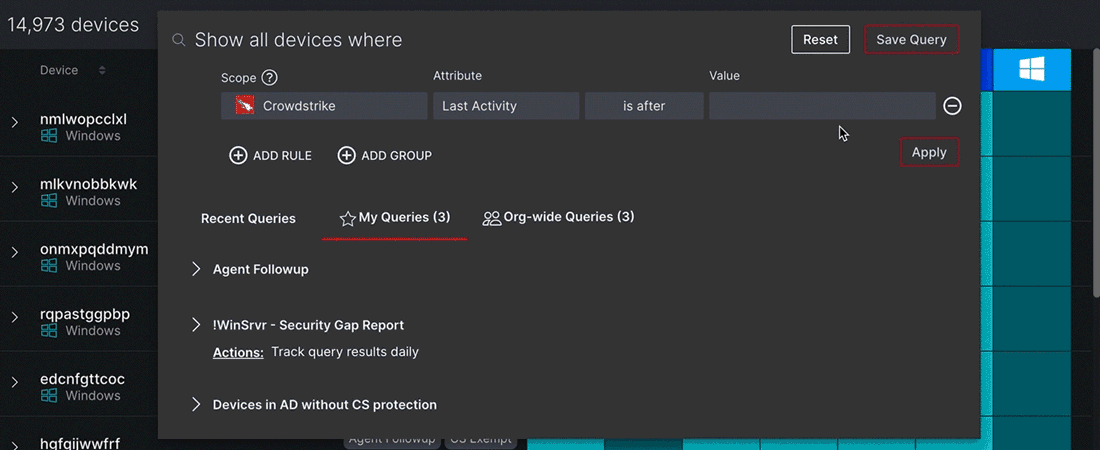 14,973 devices
Show all devices where
Reset
Save Query
Device
Scope ?
Attribute
Value
Crowdstrike
Last Activity
is after
nmlwopcclxl
Windows
ADD RULE
ADD GROUP
Apply
mlkvnobbkwk
Windows
Recent Queries
My Queries (3)
Org-wide Queries (3)
onmxpqddmym
Windows
Agent Followup
rqpastggpbp
Windows
!WinSrvr - Security Gap Report
Actions: Track query results daily
edcnfgttcoc
Windows
Devices in AD without CS protection
hgfgijwwfrf
Agent Followup
CS Exempt